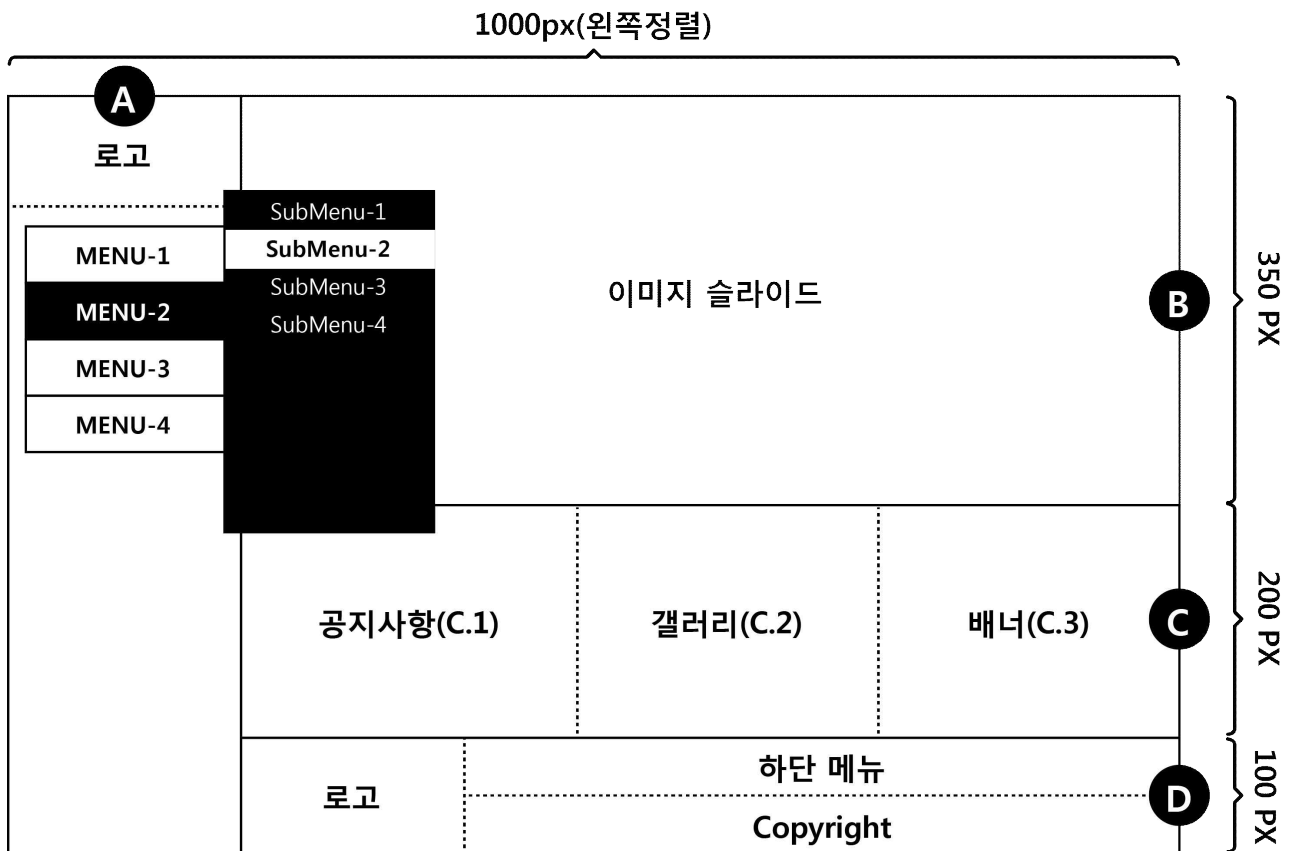 1000px(왼쪽정렬)
A
로고
SubMenu-1
MENU-1
SubMenu-2
SubMenu-3
MENU-2
SubMenu-4
MENU-3
MENU-4
이미지 슬라이드
B
350 PX
공지사항(C.1)
갤러리(C.2)
배너(C.3)
C
200 PX
로고
하단 메뉴
Copyright
D
100 PX